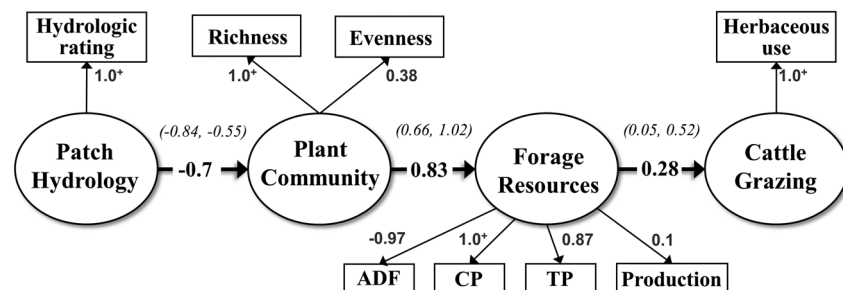 Hydrologic
rating
Richness
Evenness
Herbaceous
use
1.0⁺
1.0⁺
0.38
1.0⁺
(-0.84, -0.55)
(0.66, 1.02)
(0.05, 0.52)
Patch
Hydrology
-0.7
Plant
Community
0.83
Forage
Resources
0.28
Cattle
Grazing
-0.97
1.0⁺
0.87
0.1
ADF
CP
TP
Production